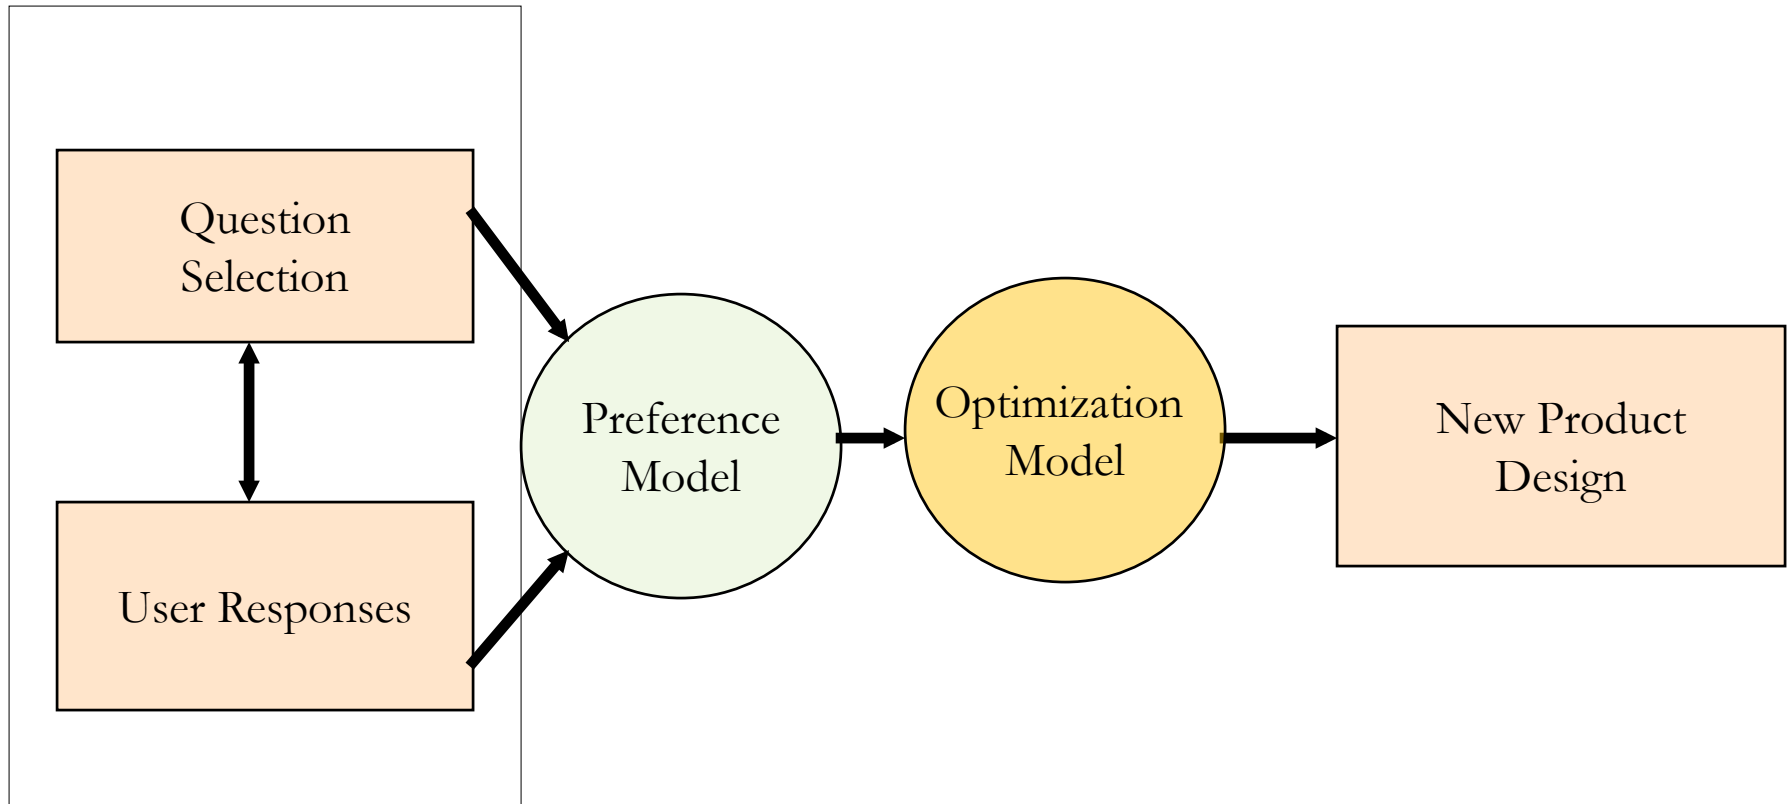 Question
Selection
User Responses
Preference
Model
Optimization
Model
New Product
Design